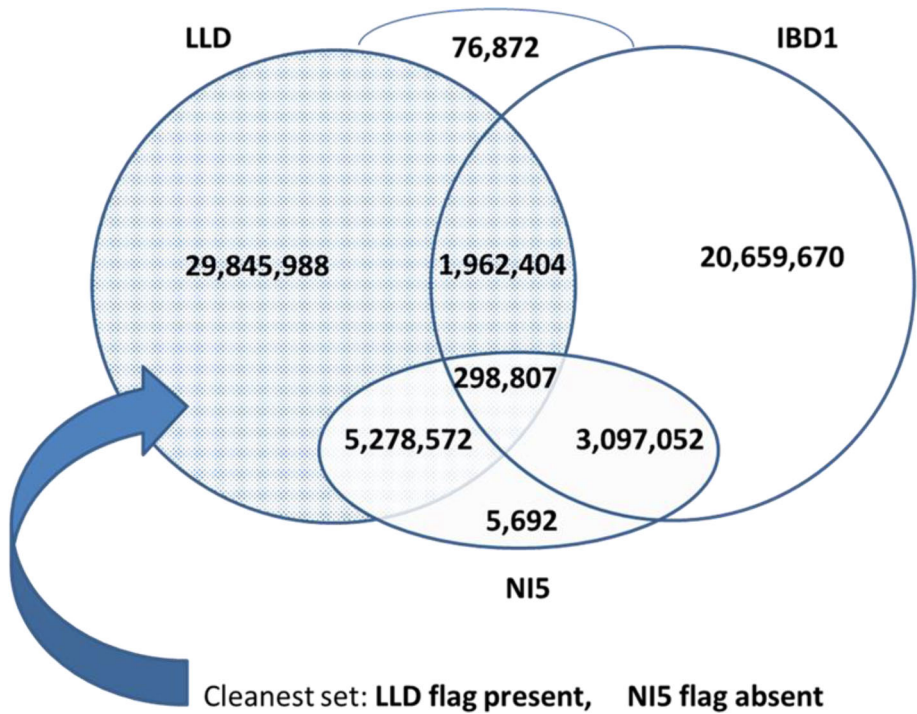 LLD 76,872 IBD1
29,845,988 1,962,404 20,659,670
298,807
5,278,572 3,097,052
5,692
NI5
Cleanest set: LLD flag present, NI5 flag absent